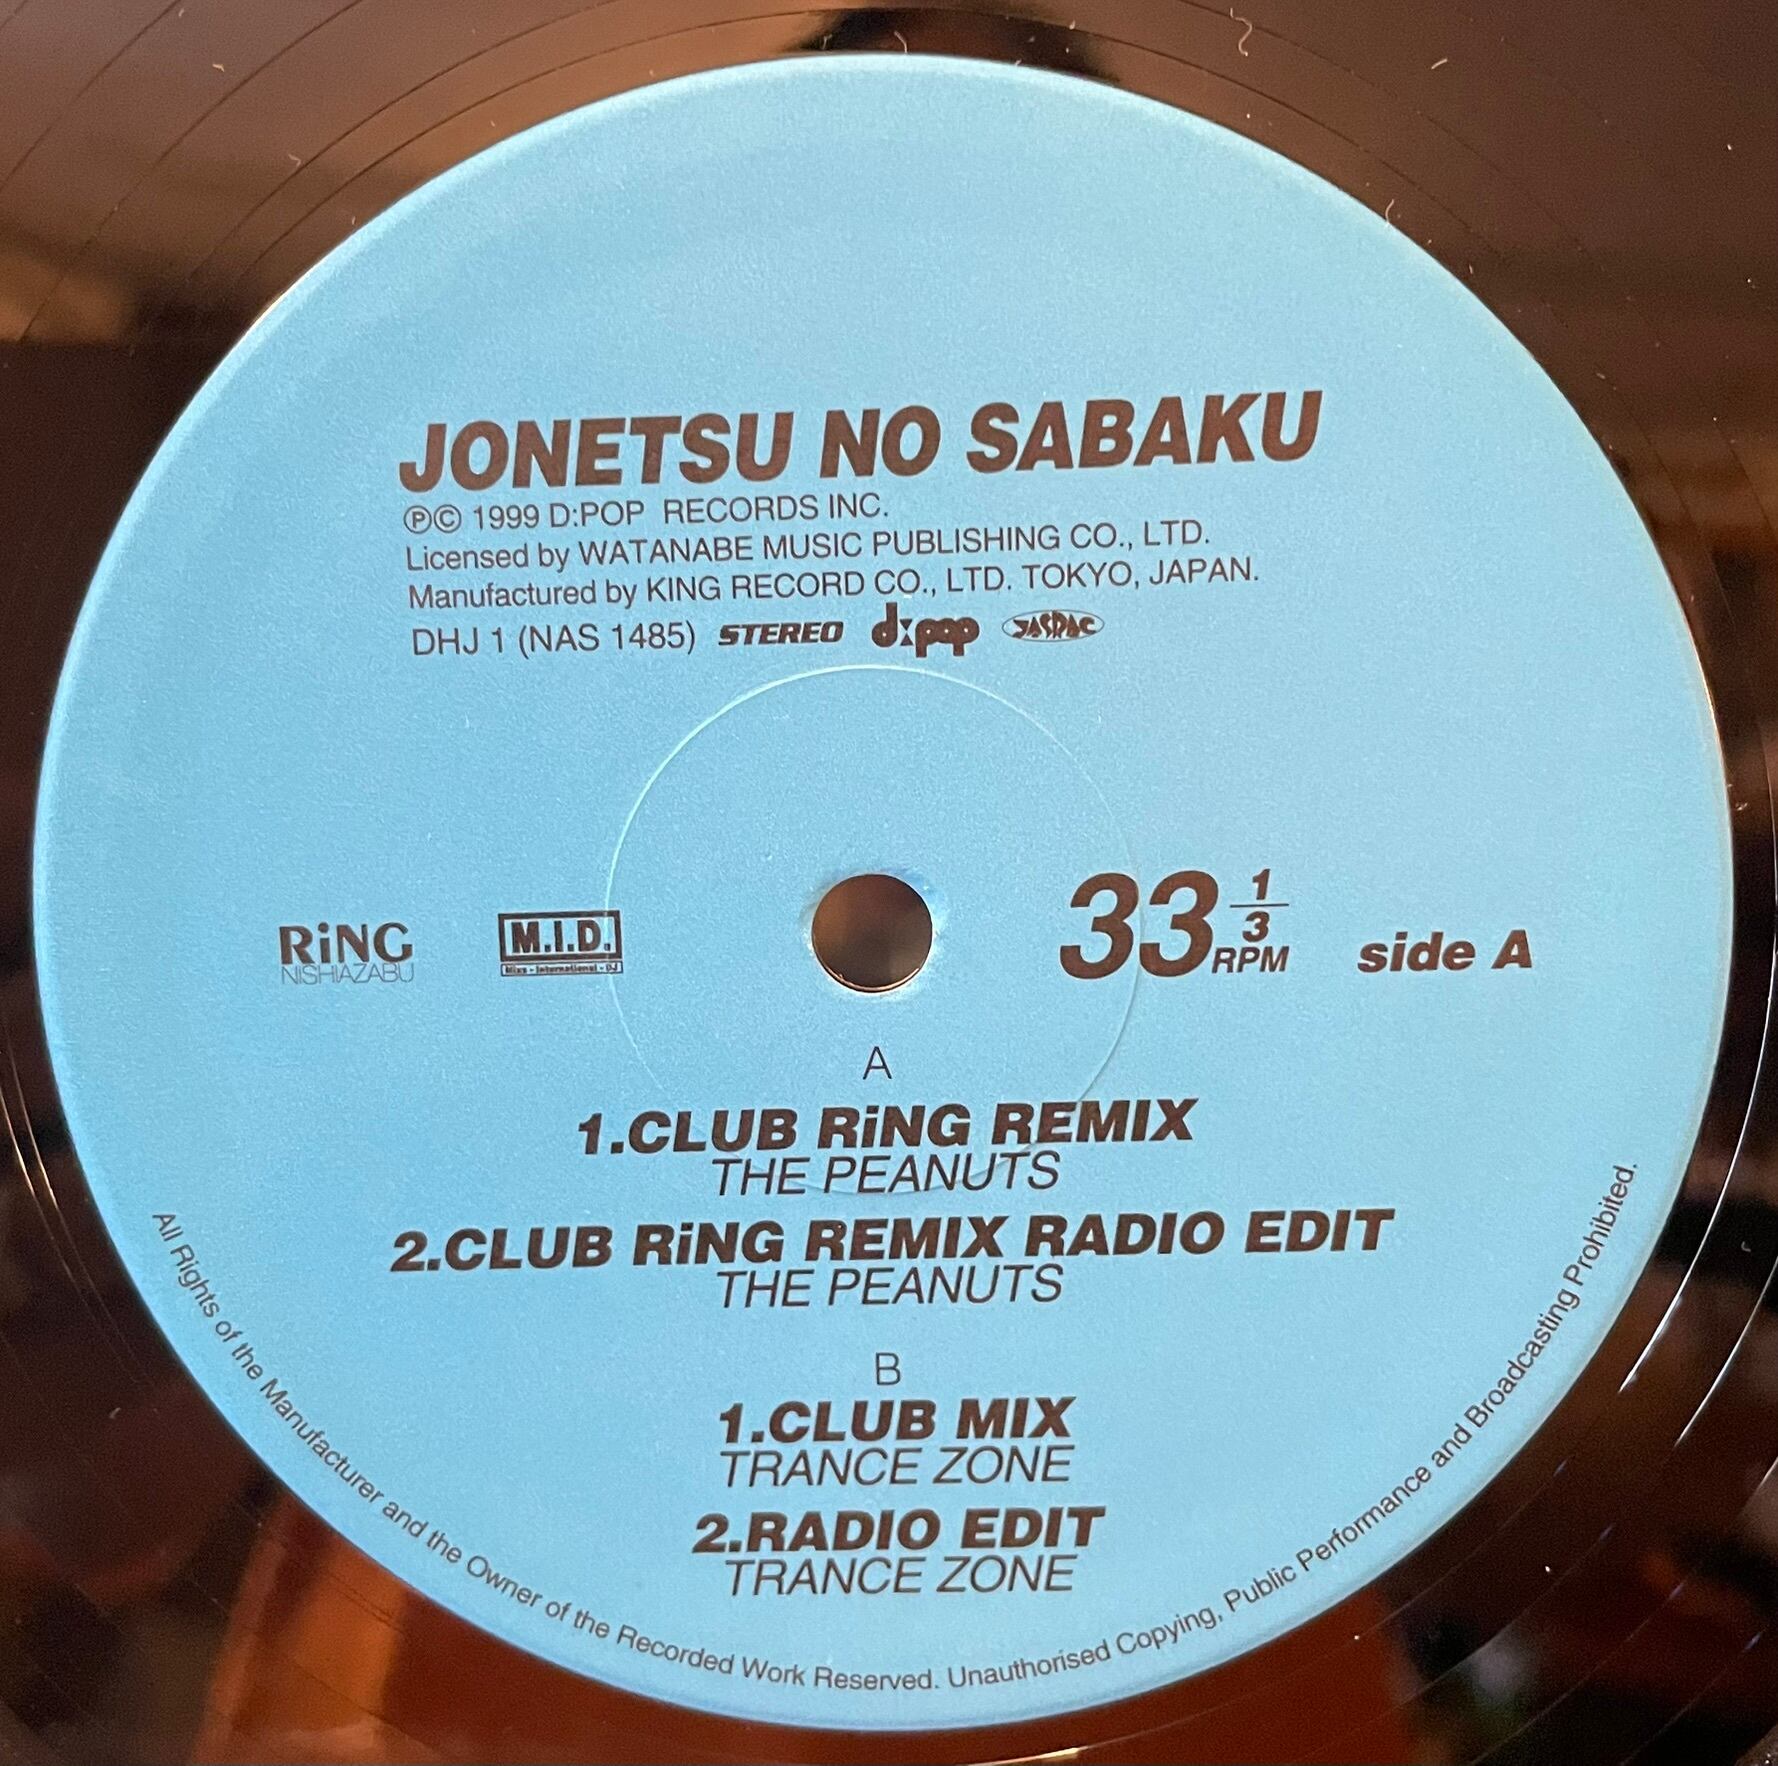 JONETSU NO SABAKU
ⓅⒸ 1999 D:POP RECORDS INC.
Licensed by WATANABE MUSIC PUBLISHING CO., LTD.
Manufactured by KING RECORD CO., LTD. TOKYO, JAPAN.
DHJ 1 (NAS 1485) STEREO d:pop JASRAC
RiNG
NISHIAZABU
M.I.D.
Mixs - International - DJ
33 1/3 RPM
side A
A
1.CLUB RiNG REMIX
THE PEANUTS
2.CLUB RiNG REMIX RADIO EDIT
THE PEANUTS
B
1.CLUB MIX
TRANCE ZONE
2.RADIO EDIT
TRANCE ZONE
All Rights of the Manufacturer and the Owner of the Recorded Work Reserved. Unauthorised Copying, Public Performance and Broadcasting Prohibited.